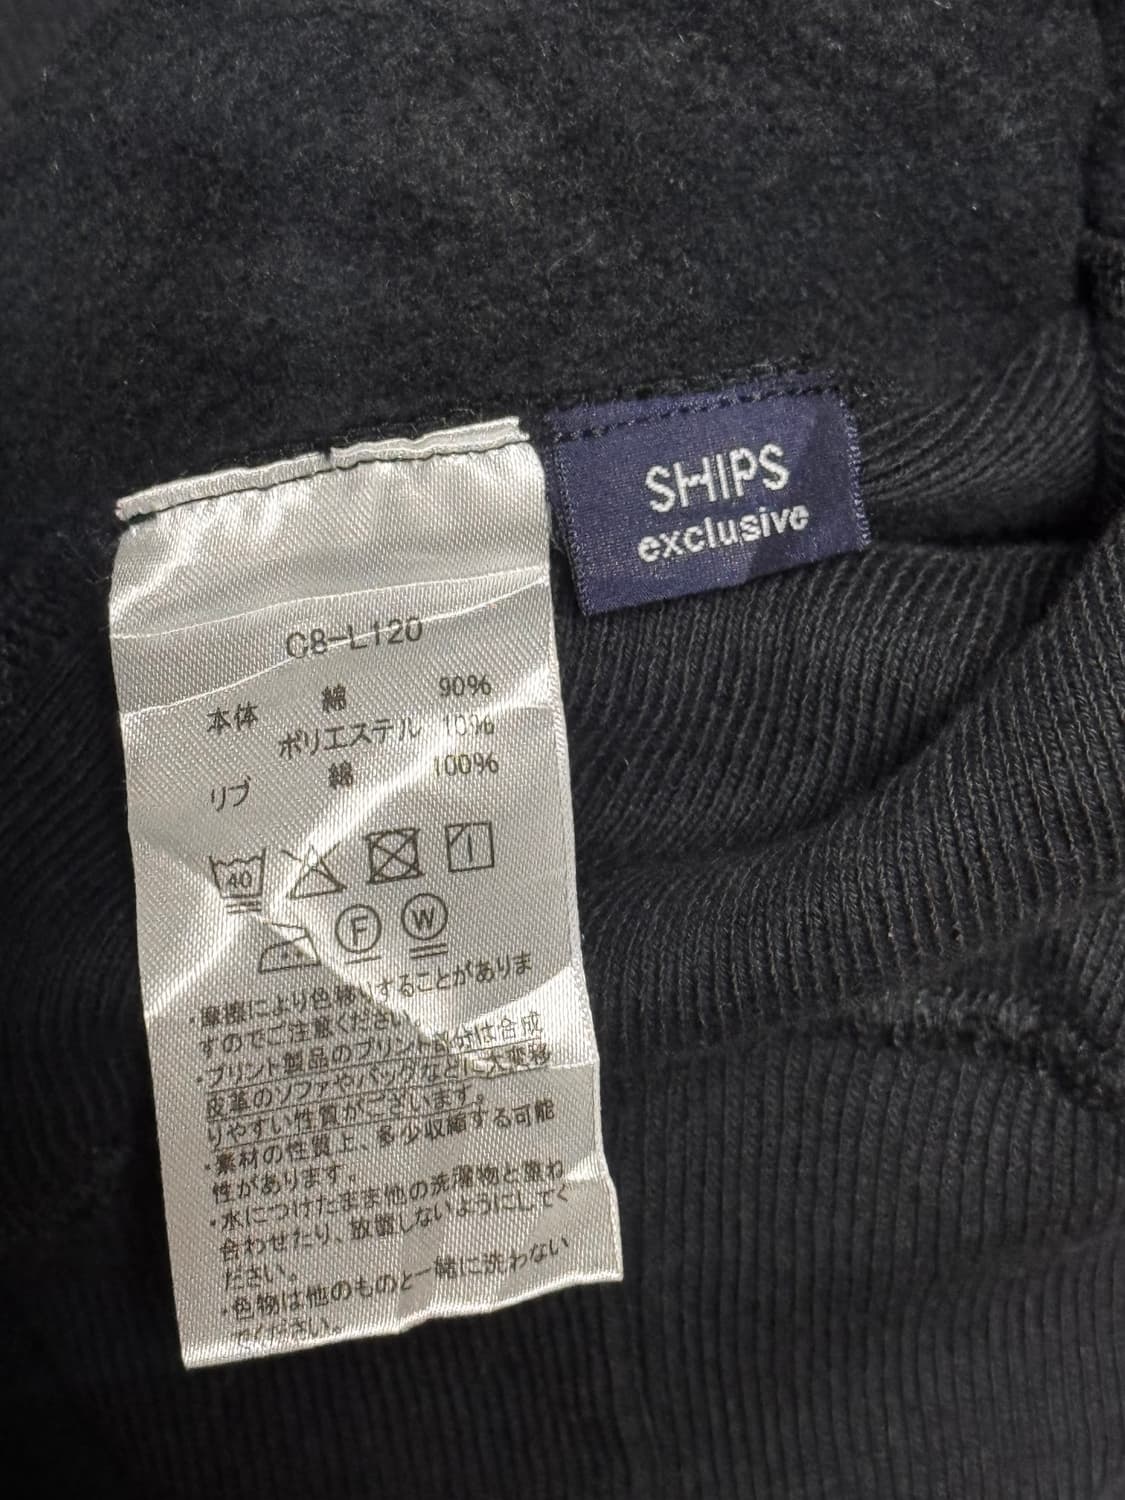 SHIPS
exclusive
C8-L120
本体 綿 90%
ポリエステル 10%
リブ 綿 100%
40
F W
・摩擦により色移りすることがありま
すのでご注意ください
・プリント製品のプリント部分は合成
皮革のソファやバッグなどに大変移
りやすい性質がございます。
・素材の性質上、多少収縮する可能
性があります。
・水につけたまま他の洗濯物と重ね
合わせたり、放置しないようにしてく
ださい。
・色物は他のものと一緒に洗わない
でください。